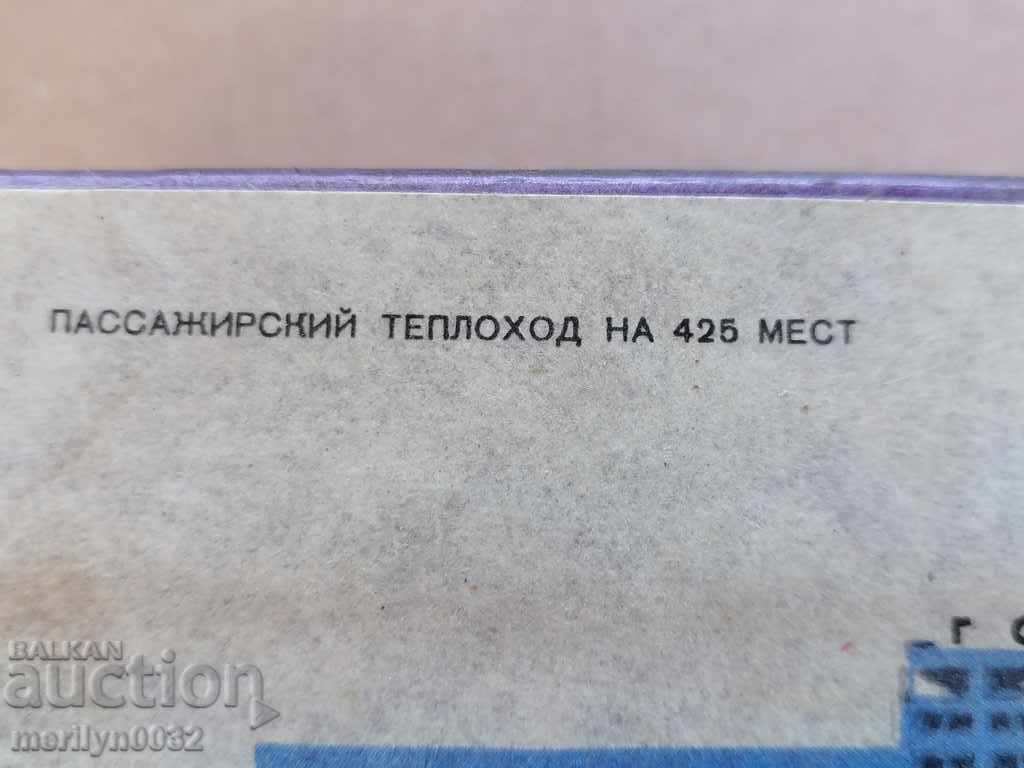 ПАССАЖИРСКИЙ ТЕПЛОХОД НА 425 МЕСТ
Г
BALKAN
auction
merilyn0032